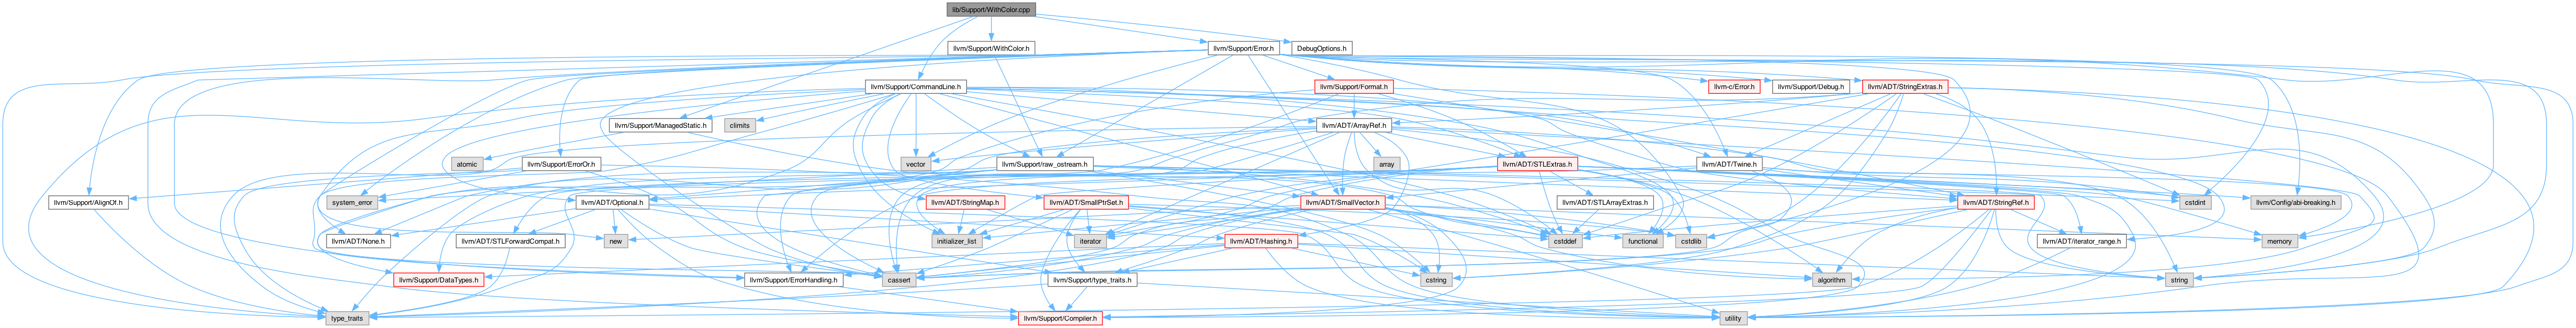 lib/Support/WithColor.cpp
llvm/Support/WithColor.h
llvm/Support/Error.h
DebugOptions.h
llvm/Support/CommandLine.h
llvm/Support/Format.h
llvm-c/Error.h
llvm/Support/Debug.h
llvm/ADT/StringExtras.h
llvm/Support/ManagedStatic.h
climits
llvm/ADT/ArrayRef.h
atomic
llvm/Support/ErrorOr.h
vector
llvm/Support/raw_ostream.h
array
llvm/ADT/STLExtras.h
llvm/ADT/Twine.h
llvm/Support/AlignOf.h
system_error
llvm/ADT/Optional.h
llvm/ADT/StringMap.h
llvm/ADT/SmallPtrSet.h
llvm/ADT/SmallVector.h
llvm/ADT/STLArrayExtras.h
llvm/ADT/StringRef.h
cstdint
llvm/Config/abi-breaking.h
llvm/ADT/None.h
llvm/ADT/STLForwardCompat.h
new
initializer_list
iterator
llvm/ADT/Hashing.h
cstddef
functional
cstdlib
llvm/ADT/iterator_range.h
memory
llvm/Support/DataTypes.h
llvm/Support/ErrorHandling.h
cassert
llvm/Support/type_traits.h
cstring
algorithm
string
type_traits
llvm/Support/Compiler.h
utility